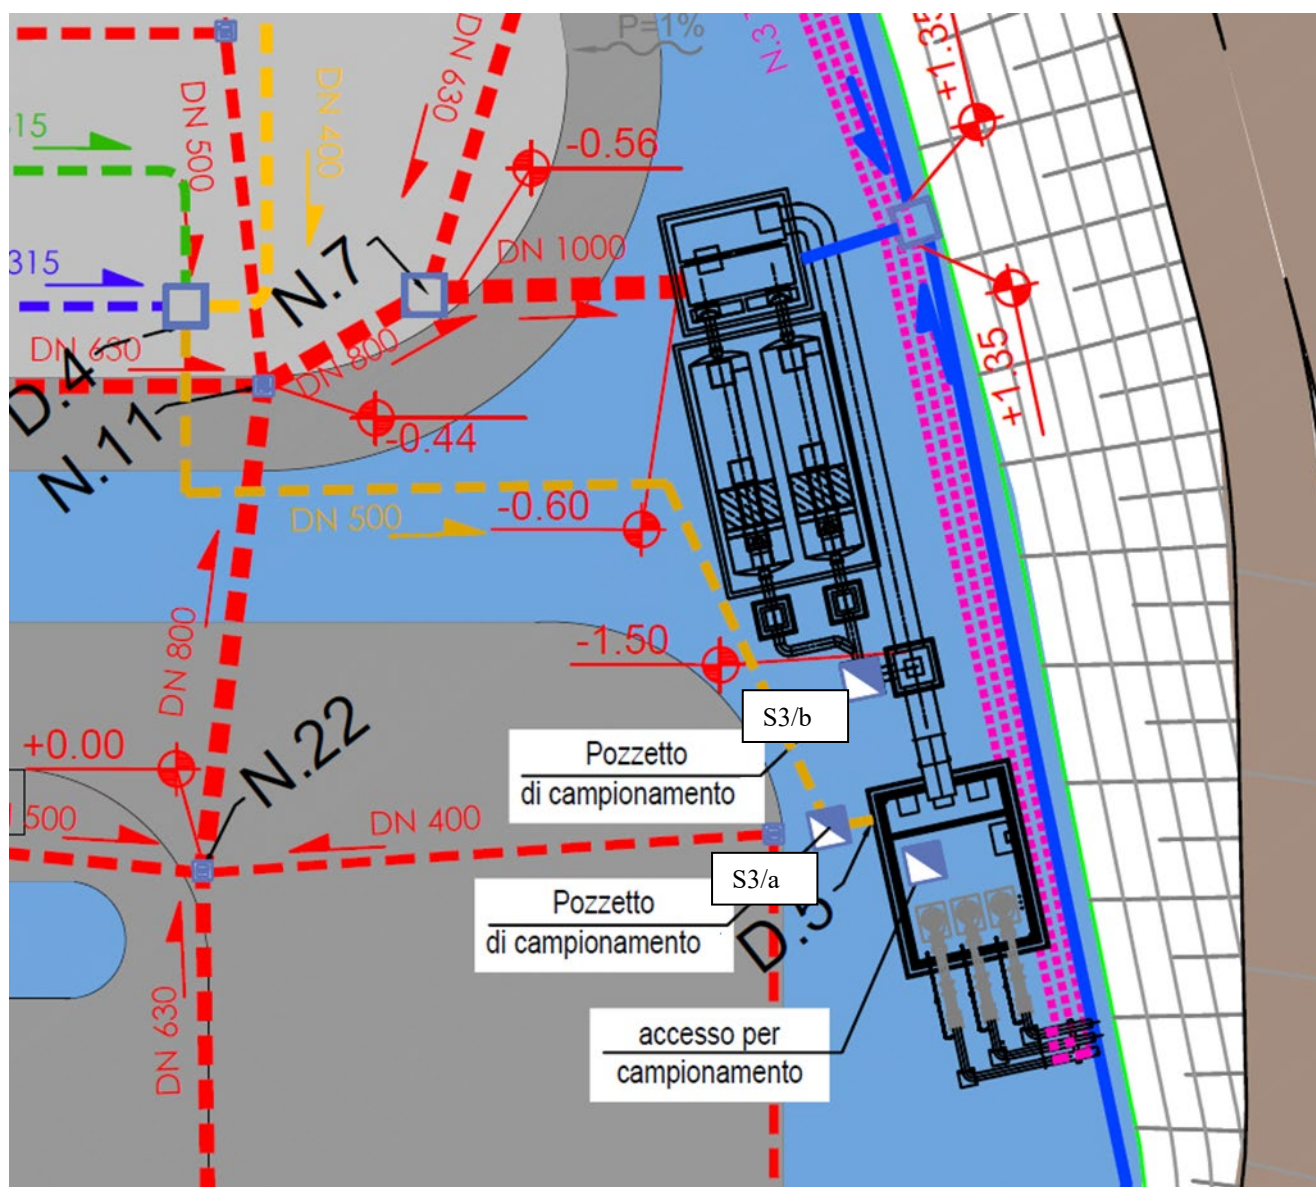 DN 630
P=1%
N.3
+1.35
DN 500
DN 400
15
-0.56
315
N.7
DN 1000
DN 630
DN 800
D.4
+1.35
N.11
-0.44
DN 500
-0.60
DN 800
-1.50
S3/b
+0.00
N.22
Pozzetto
di campionamento
500
DN 400
S3/a
Pozzetto
di campionamento
D.5
DN 630
accesso per
campionamento